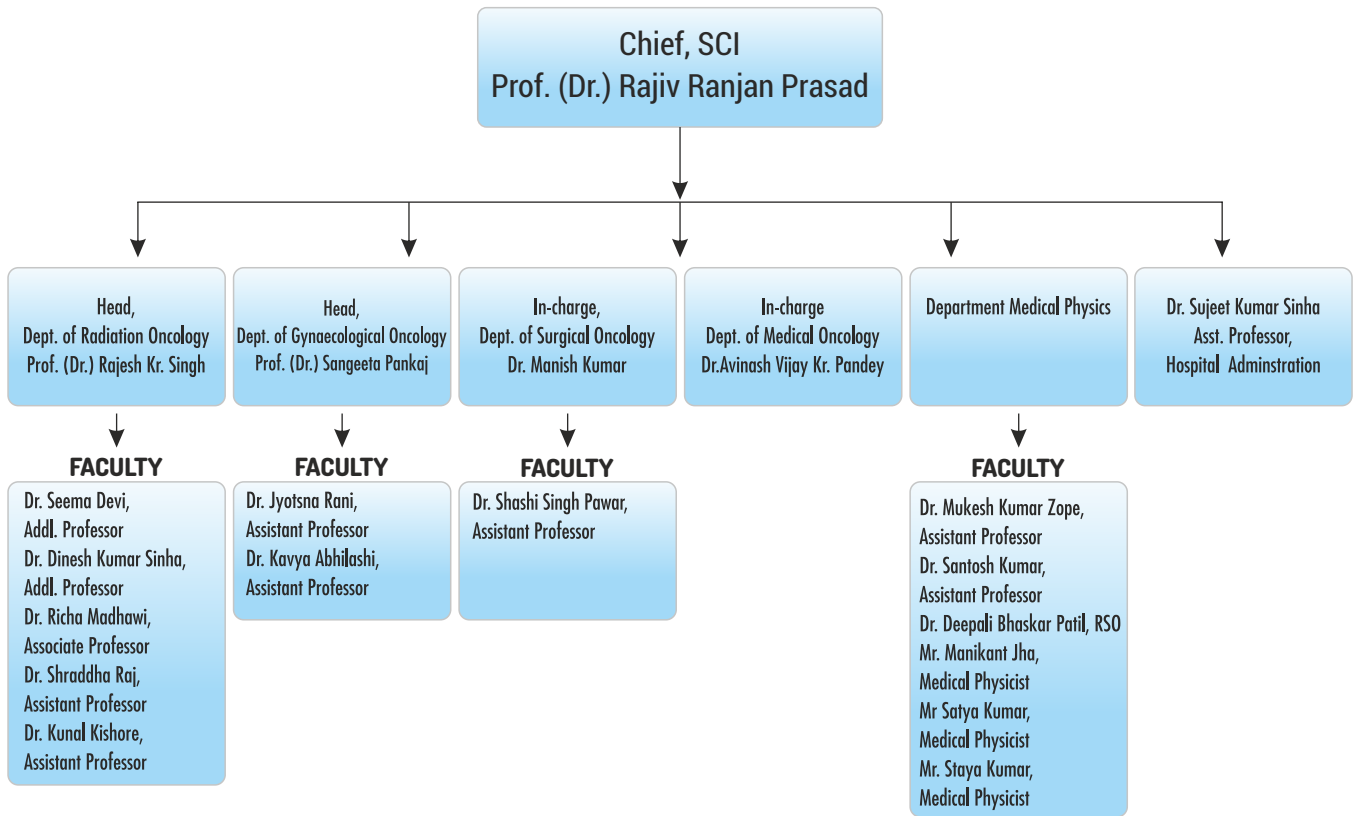 Chief, SCI
Prof. (Dr.) Rajiv Ranjan Prasad
Head,
Dept. of Radiation Oncology
Prof. (Dr.) Rajesh Kr. Singh
Head,
Dept. of Gynaecological Oncology
Prof. (Dr.) Sangeeta Pankaj
In-charge,
Dept. of Surgical Oncology
Dr. Manish Kumar
In-charge
Dept. of Medical Oncology
Dr.Avinash Vijay Kr. Pandey
Department Medical Physics
Dr. Sujeet Kumar Sinha
Asst. Professor,
Hospital Adminstration
FACULTY
Dr. Seema Devi,
Addl. Professor
Dr. Dinesh Kumar Sinha,
Addl. Professor
Dr. Richa Madhawi,
Associate Professor
Dr. Shraddha Raj,
Assistant Professor
Dr. Kunal Kishore,
Assistant Professor
FACULTY
Dr. Jyotsna Rani,
Assistant Professor
Dr. Kavya Abhilashi,
Assistant Professor
FACULTY
Dr. Shashi Singh Pawar,
Assistant Professor
FACULTY
Dr. Mukesh Kumar Zope,
Assistant Professor
Dr. Santosh Kumar,
Assistant Professor
Dr. Deepali Bhaskar Patil, RSO
Mr. Manikant Jha,
Medical Physicist
Mr Satya Kumar,
Medical Physicist
Mr. Staya Kumar,
Medical Physicist